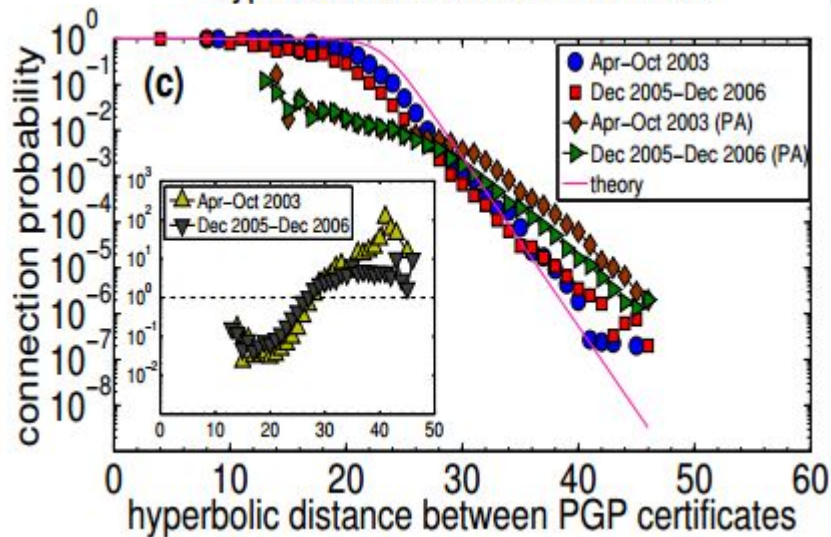 (c)
connection probability
10^0
10^-1
10^-2
10^-3
10^-4
10^-5
10^-6
10^-7
10^-8
0 10 20 30 40 50 60
hyperbolic distance between PGP certificates
Apr-Oct 2003
Dec 2005-Dec 2006
Apr-Oct 2003 (PA)
Dec 2005-Dec 2006 (PA)
theory
Apr-Oct 2003
Dec 2005-Dec 2006
10^3
10^2
10^1
10^0
10^-1
10^-2
0 10 20 30 40 50